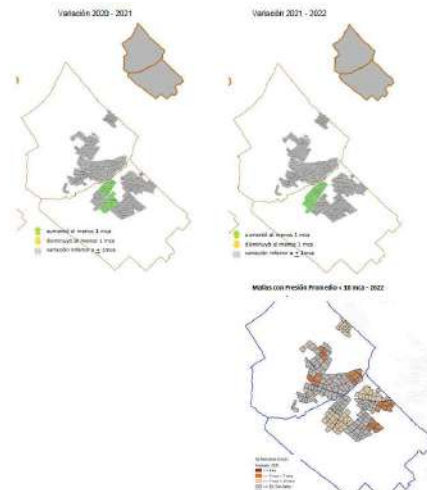 Variación 2020 - 2021
Variación 2021 - 2022
aumentó al menos 1 mca
disminuyó al menos 1 mca
variación inferior a ± 1mca
aumentó al menos 1 mca
disminuyó al menos 1 mca
variación inferior a ± 1mca
Mallas con Presión Promedio < 10 mca - 2022